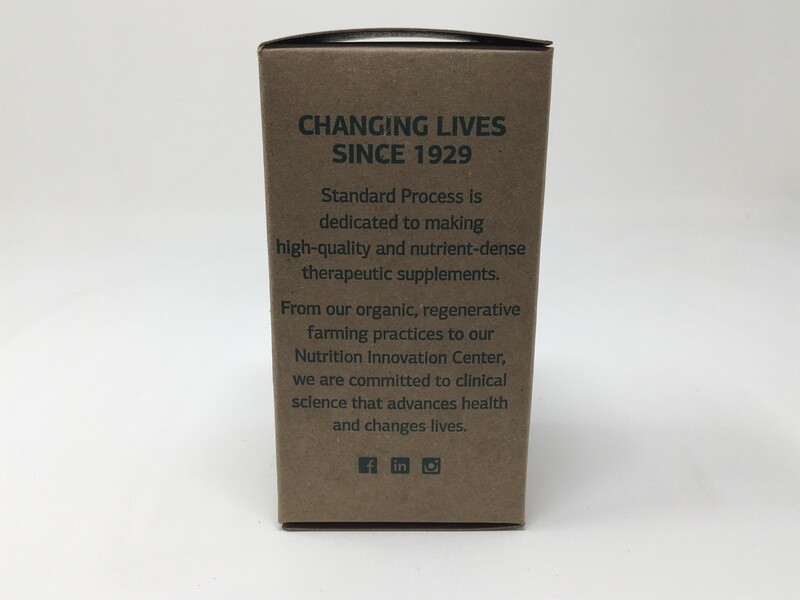 CHANGING LIVES
SINCE 1929
Standard Process is
dedicated to making
high-quality and nutrient-dense
therapeutic supplements.
From our organic, regenerative
farming practices to our
Nutrition Innovation Center,
we are committed to clinical
science that advances health
and changes lives.
f in